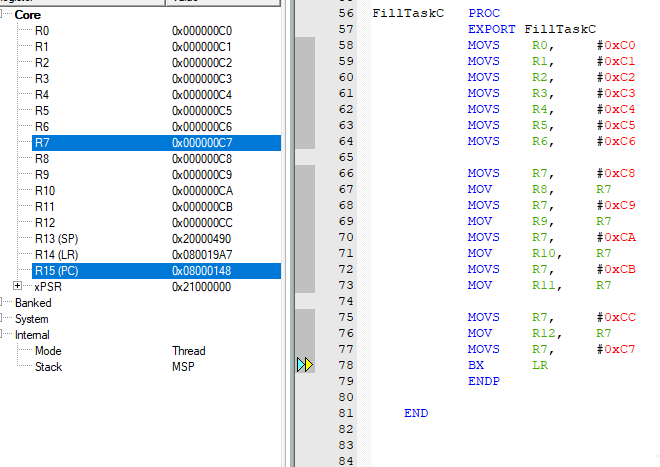 Value
Core
R0 0x000000C0
R1 0x000000C1
R2 0x000000C2
R3 0x000000C3
R4 0x000000C4
R5 0x000000C5
R6 0x000000C6
R7 0x000000C7
R8 0x000000C8
R9 0x000000C9
R10 0x000000CA
R11 0x000000CB
R12 0x000000CC
R13 (SP) 0x20000490
R14 (LR) 0x080019A7
R15 (PC) 0x08000148
xPSR 0x21000000
Banked
System
Internal
Mode Thread
Stack MSP
56 FillTaskC PROC
57 EXPORT FillTaskC
58 MOVS R0, #0xC0
59 MOVS R1, #0xC1
60 MOVS R2, #0xC2
61 MOVS R3, #0xC3
62 MOVS R4, #0xC4
63 MOVS R5, #0xC5
64 MOVS R6, #0xC6
65
66 MOVS R7, #0xC8
67 MOV R8, R7
68 MOVS R7, #0xC9
69 MOV R9, R7
70 MOVS R7, #0xCA
71 MOV R10, R7
72 MOVS R7, #0xCB
73 MOV R11, R7
74
75 MOVS R7, #0xCC
76 MOV R12, R7
77 MOVS R7, #0xC7
78 BX LR
79 ENDP
80
81 END
82
83
84